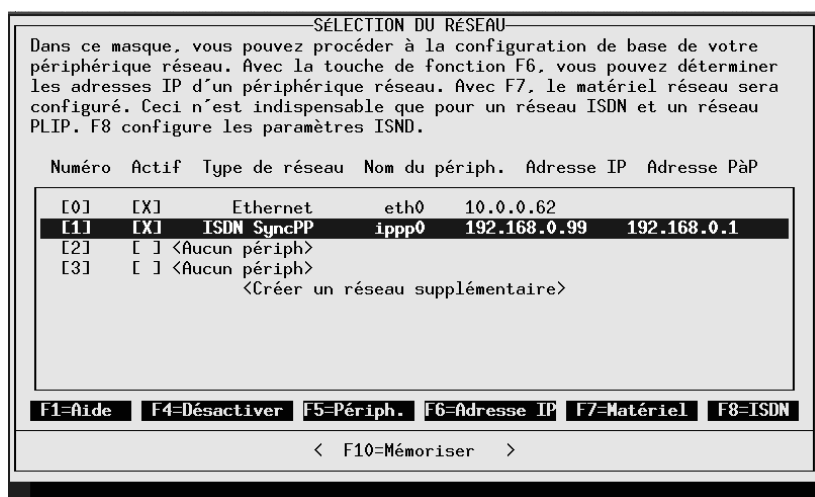 SéLECTION DU RéSEAU
Dans ce masque, vous pouvez procéder à la configuration de base de votre
périphérique réseau. Avec la touche de fonction F6, vous pouvez déterminer
les adresses IP d´un périphérique réseau. Avec F7, le matériel réseau sera
configuré. Ceci n´est indispensable que pour un réseau ISDN et un réseau
PLIP. F8 configure les paramètres ISND.
Numéro Actif Type de réseau Nom du périph. Adresse IP Adresse PàP
[0] [X] Ethernet eth0 10.0.0.62
[1] [X] ISDN SyncPP ippp0 192.168.0.99 192.168.0.1
[2] [ ] <Aucun périph>
[3] [ ] <Aucun périph>
<Créer un réseau supplémentaire>
F1=Aide F4=Désactiver F5=Périph. F6=Adresse IP F7=Matériel F8=ISDN
< F10=Mémoriser >